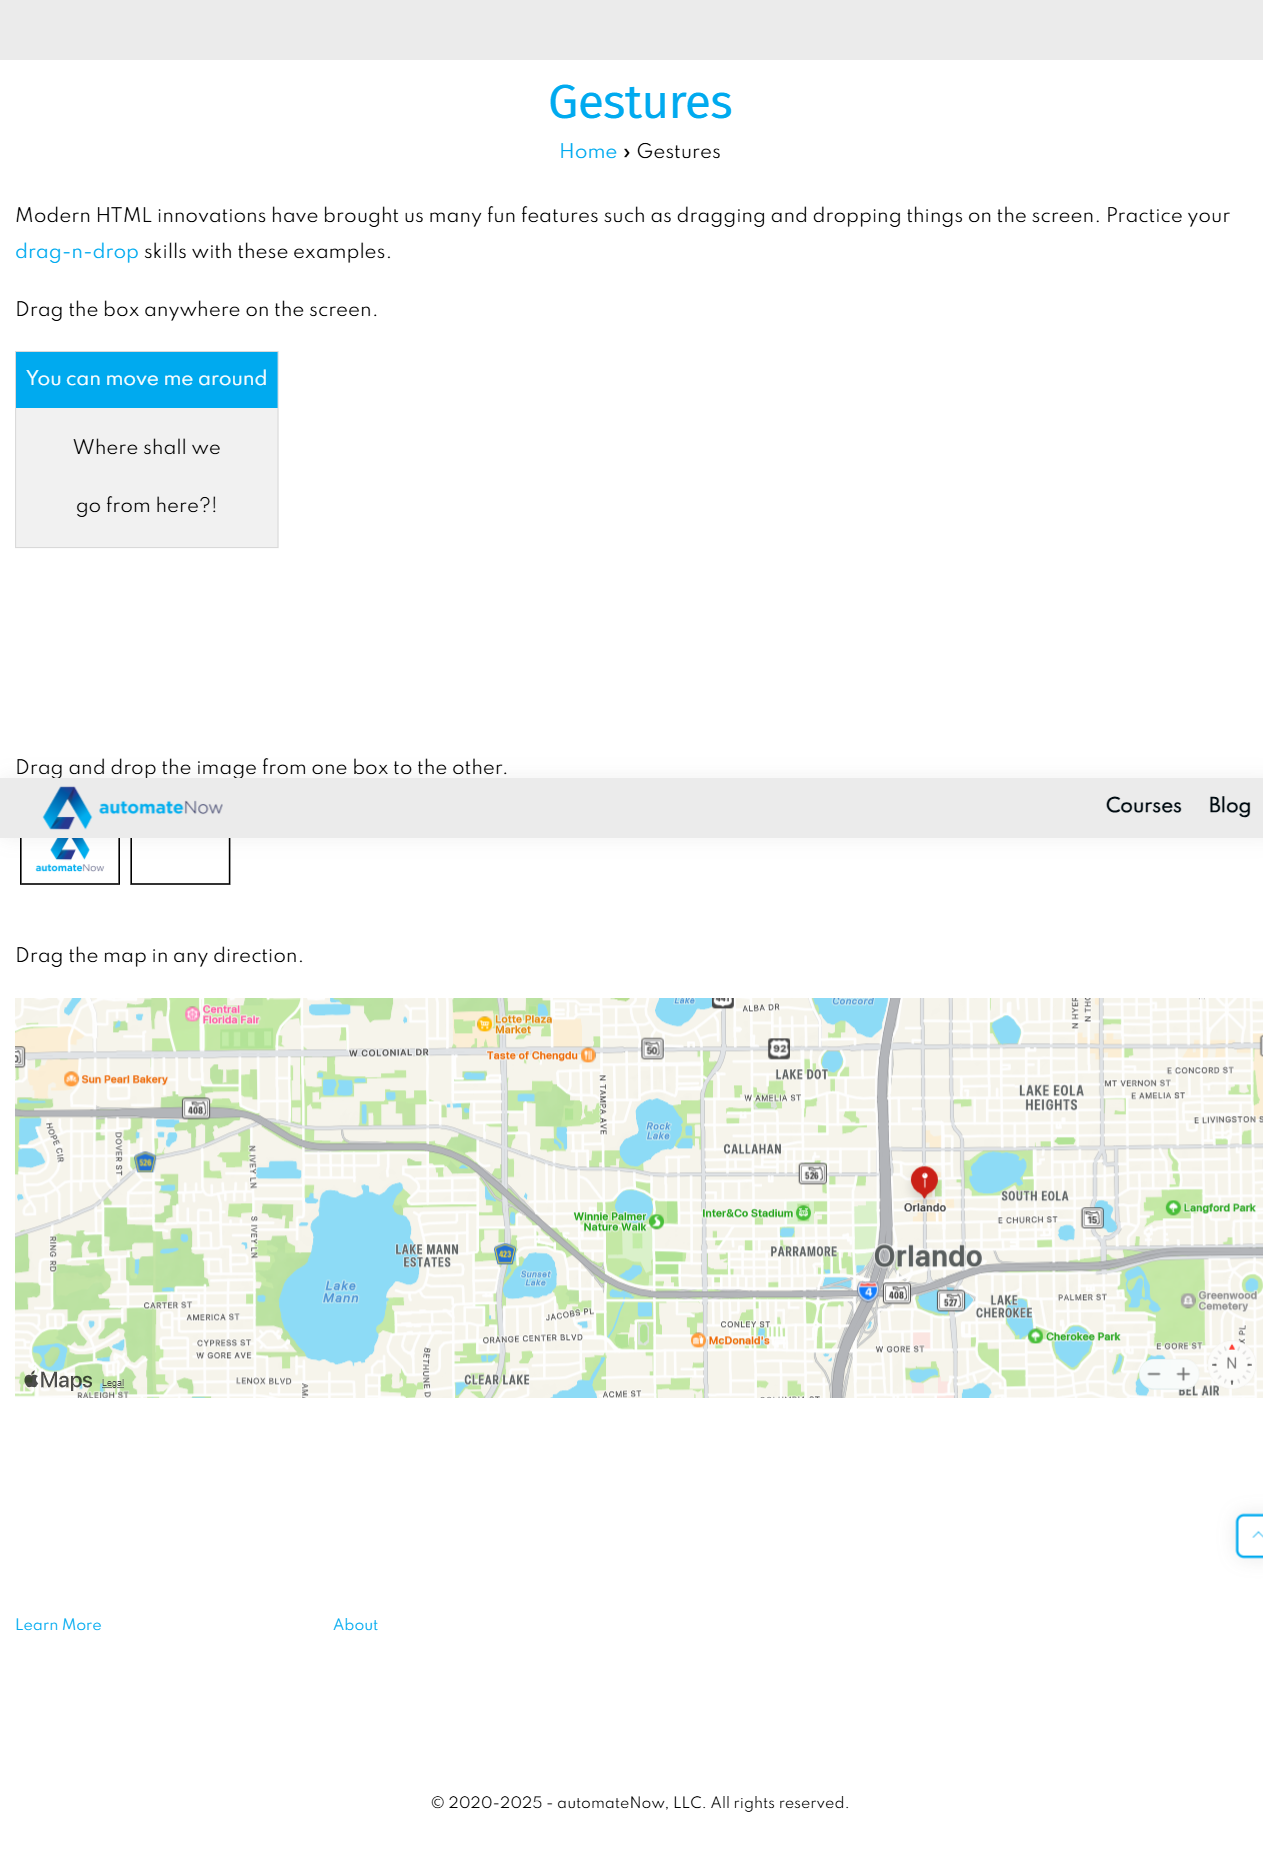 Gestures
Home › Gestures
Modern HTML innovations have brought us many fun features such as dragging and dropping things on the screen. Practice your
drag-n-drop skills with these examples.
Drag the box anywhere on the screen.
You can move me around
Where shall we
go from here?!
Drag and drop the image from one box to the other.
automateNow
Courses
Blog
automateNow
Drag the map in any direction.
Central
Florida Fair
Lotte Plaza
Market
Lake
441
ALBA DR
Lake
Concord
W COLONIAL DR
Taste of Chengdu
50
92
LAKE DOT
E CONCORD ST
Sun Pearl Bakery
MT VERNON ST
LAKE EOLA
HEIGHTS
E AMELIA ST
W AMELIA ST
408
N TAMPA AVE
E LIVINGSTON S
HOPE CIR
DOVER ST
Rock
Lake
CALLAHAN
N IVEY LN
526
526
Orlando
SOUTH EOLA
Langford Park
Winnie Palmer
Nature Walk
Inter&Co Stadium
E CHURCH ST
15
S IVEY LN
RING RD
LAKE MANN
ESTATES
423
PARRAMORE
Orlando
Sunset
Lake
Lake
Mann
4
408
527
LAKE
CHEROKEE
PALMER ST
Greenwood
Cemetery
CARTER ST
AMERICA ST
JACOBS PL
CONLEY ST
ORANGE CENTER BLVD
McDonald's
Cherokee Park
CYPRESS ST
W GORE AVE
W GORE ST
E GORE ST
N
Maps
Legal
LENOX BLVD
BETHUNE D
CLEAR LAKE
BEL AIR
RALEIGH ST
ACME ST
Learn More
About
© 2020-2025 - automateNow, LLC. All rights reserved.